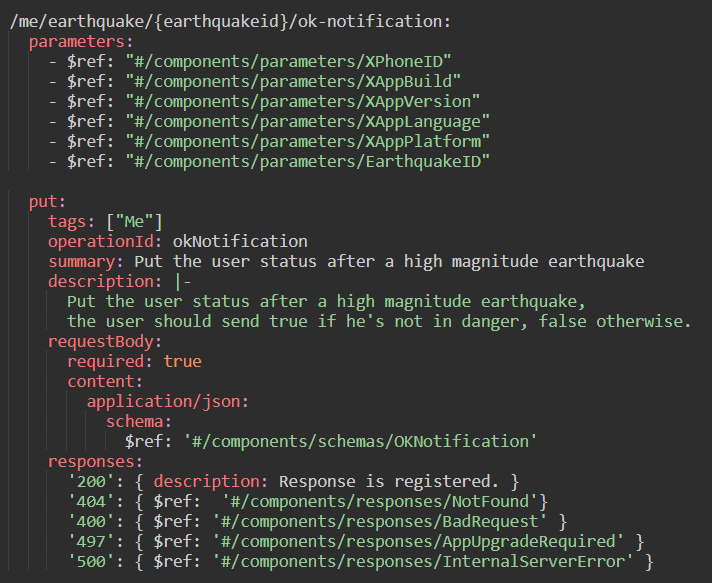 /me/earthquake/{earthquakeid}/ok-notification:
  parameters:
    - $ref: "#/components/parameters/XPhoneID"
    - $ref: "#/components/parameters/XAppBuild"
    - $ref: "#/components/parameters/XAppVersion"
    - $ref: "#/components/parameters/XAppLanguage"
    - $ref: "#/components/parameters/XAppPlatform"
    - $ref: "#/components/parameters/EarthquakeID"

  put:
    tags: ["Me"]
    operationId: okNotification
    summary: Put the user status after a high magnitude earthquake
    description: |-
      Put the user status after a high magnitude earthquake,
      the user should send true if he's not in danger, false otherwise.
    requestBody:
      required: true
      content:
        application/json:
          schema:
            $ref: '#/components/schemas/OKNotification'
    responses:
      '200': { description: Response is registered. }
      '404': { $ref:  '#/components/responses/NotFound'}
      '400': { $ref: '#/components/responses/BadRequest' }
      '497': { $ref: '#/components/responses/AppUpgradeRequired' }
      '500': { $ref: '#/components/responses/InternalServerError' }